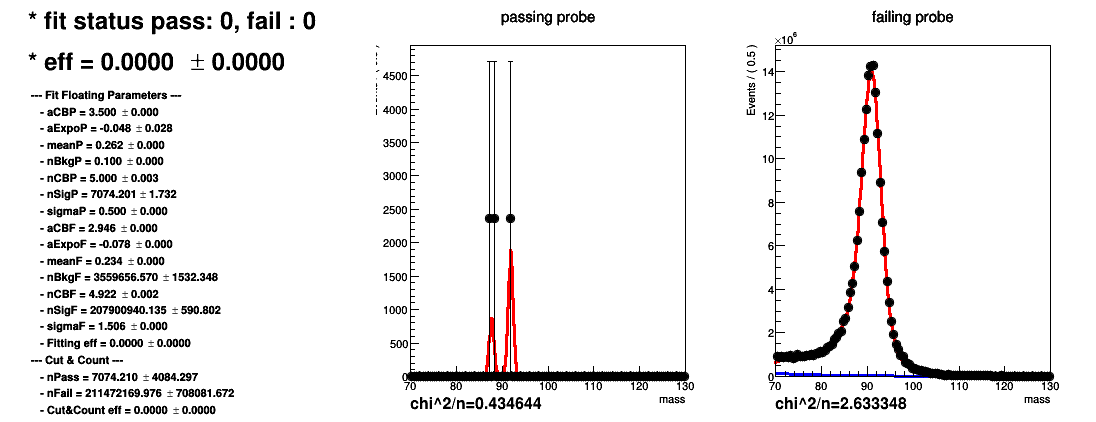 * fit status pass: 0, fail : 0
* eff = 0.0000 ± 0.0000
--- Fit Floating Parameters ---
- aCBP = 3.500 ± 0.000
- aExpoP = -0.048 ± 0.028
- meanP = 0.262 ± 0.000
- nBkgP = 0.100 ± 0.000
- nCBP = 5.000 ± 0.003
- nSigP = 7074.201 ± 1.732
- sigmaP = 0.500 ± 0.000
- aCBF = 2.946 ± 0.000
- aExpoF = -0.078 ± 0.000
- meanF = 0.234 ± 0.000
- nBkgF = 3559656.570 ± 1532.348
- nCBF = 4.922 ± 0.002
- nSigF = 207900940.135 ± 590.802
- sigmaF = 1.506 ± 0.000
- Fitting eff = 0.0000 ± 0.0000
--- Cut & Count ---
- nPass = 7074.210 ± 4084.297
- nFail = 211472169.976 ± 708081.672
- Cut&Count eff = 0.0000 ± 0.0000
passing probe
4500
4000
3500
3000
2500
2000
1500
1000
500
0
70 80 90 100 110 120 130
mass
chi^2/n=0.434644
failing probe
×10^6
Events / ( 0.5 )
14
12
10
8
6
4
2
0
70 80 90 100 110 120 130
mass
chi^2/n=2.633348